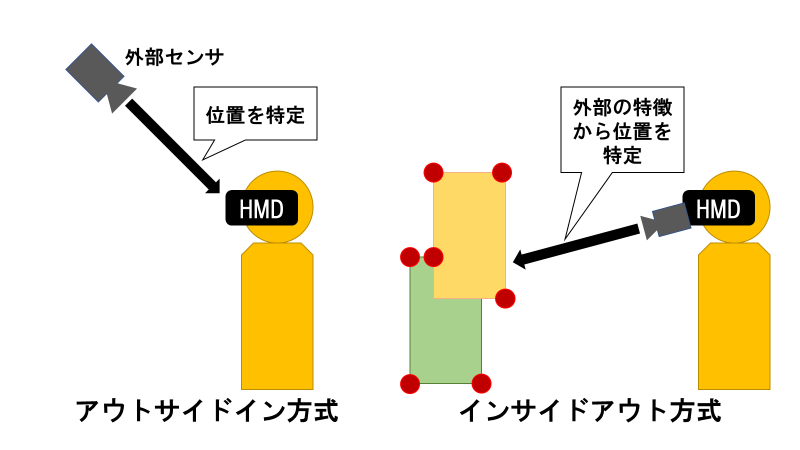 外部センサ
位置を特定
HMD
アウトサイドイン方式
外部の特徴
から位置を
特定
HMD
インサイドアウト方式